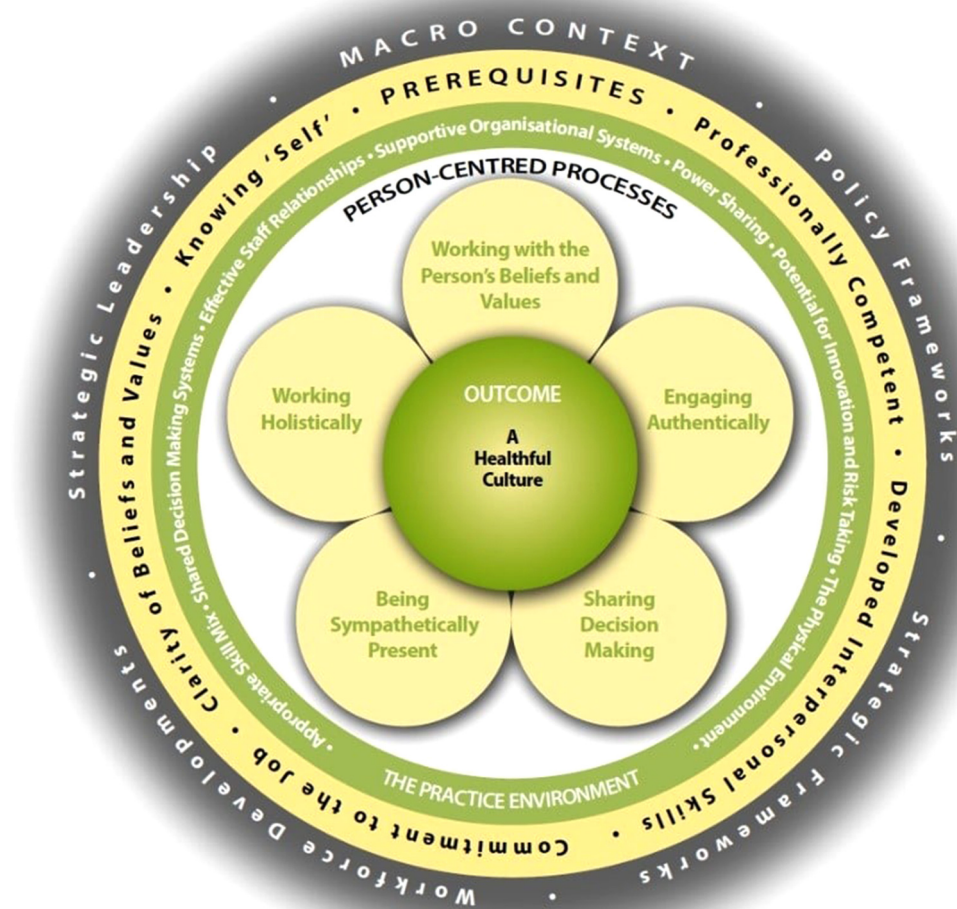 MACRO CONTEXT
•
Policy Frameworks
•
Strategic Frameworks
•
Workforce Developments
•
Strategic Leadership
•
PREREQUISITES • Professionally Competent • Developed Interpersonal Skills • Commitment to the Job • Clarity of Beliefs and Values • Knowing 'Self' •
• Appropriate Skill Mix • Shared Decision Making Systems • Effective Staff Relationships • Supportive Organisational Systems • Power Sharing • Potential for Innovation and Risk Taking • The Physical Environment •
THE PRACTICE ENVIRONMENT
PERSON-CENTRED PROCESSES
Working with the
Person's Beliefs and
Values
Working
Holistically
Engaging
Authentically
OUTCOME
A
Healthful
Culture
Being
Sympathetically
Present
Sharing
Decision
Making